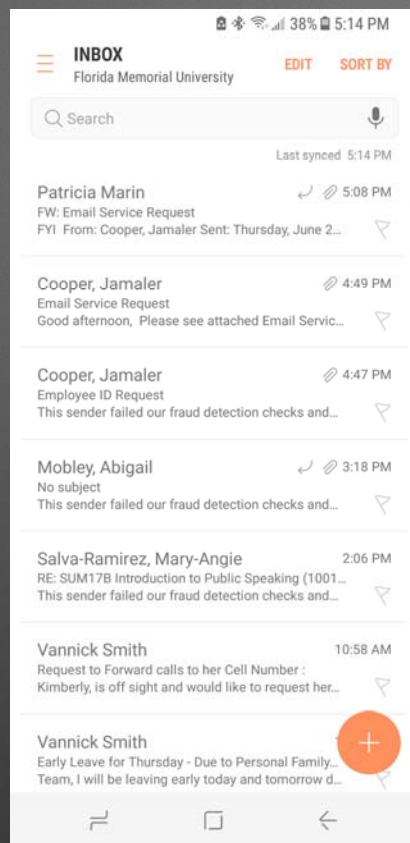 38% 5:14 PM
INBOX
Florida Memorial University
EDIT SORT BY
Search
Last synced 5:14 PM
Patricia Marin 5:08 PM
FW: Email Service Request
FYI From: Cooper, Jamaler Sent: Thursday, June 2...
Cooper, Jamaler 4:49 PM
Email Service Request
Good afternoon, Please see attached Email Servic...
Cooper, Jamaler 4:47 PM
Employee ID Request
This sender failed our fraud detection checks and...
Mobley, Abigail 3:18 PM
No subject
This sender failed our fraud detection checks and...
Salva-Ramirez, Mary-Angie 2:06 PM
RE: SUM17B Introduction to Public Speaking (1001...
This sender failed our fraud detection checks and...
Vannick Smith 10:58 AM
Request to Forward calls to her Cell Number :
Kimberly, is off sight and would like to request her...
Vannick Smith
Early Leave for Thursday - Due to Personal Family...
Team, I will be leaving early today and tomorrow d...